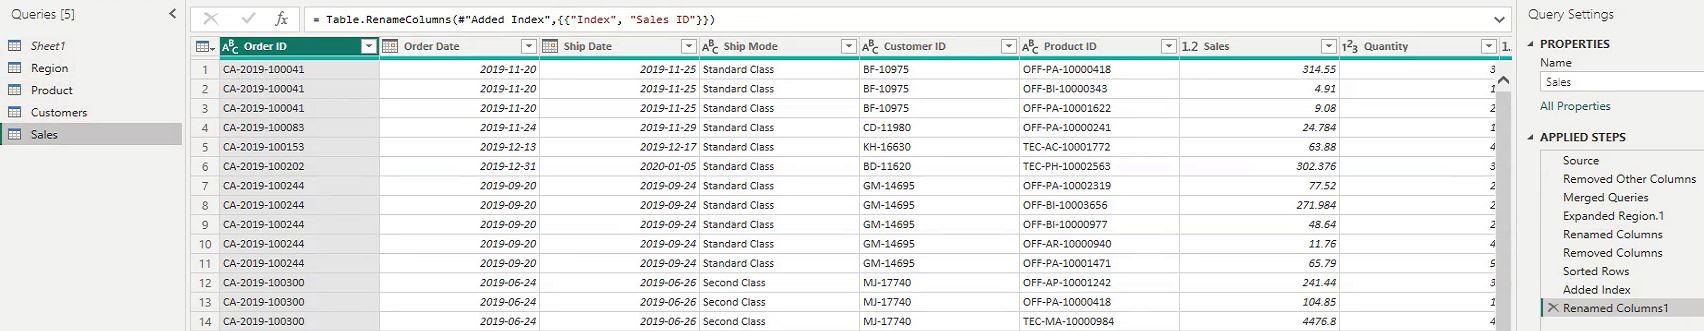 Queries [5]
Sheet1
Region
Product
Customers
Sales
= Table.RenameColumns(#"Added Index",{{"Index", "Sales ID"}})
Order ID Order Date Ship Date Ship Mode Customer ID Product ID 1.2 Sales 123 Quantity 1.
1 CA-2019-100041 2019-11-20 2019-11-25 Standard Class BF-10975 OFF-PA-10000418 314.55 3
2 CA-2019-100041 2019-11-20 2019-11-25 Standard Class BF-10975 OFF-BI-10000343 4.91 1
3 CA-2019-100041 2019-11-20 2019-11-25 Standard Class BF-10975 OFF-PA-10001622 9.08 2
4 CA-2019-100083 2019-11-24 2019-11-29 Standard Class CD-11980 OFF-PA-10000241 24.784 1
5 CA-2019-100153 2019-12-13 2019-12-17 Standard Class KH-16630 TEC-AC-10001772 63.88 4
6 CA-2019-100202 2019-12-31 2020-01-05 Standard Class BD-11620 TEC-PH-10002563 302.376 3
7 CA-2019-100244 2019-09-20 2019-09-24 Standard Class GM-14695 OFF-PA-10002319 77.52 2
8 CA-2019-100244 2019-09-20 2019-09-24 Standard Class GM-14695 OFF-BI-10003656 271.984 2
9 CA-2019-100244 2019-09-20 2019-09-24 Standard Class GM-14695 OFF-BI-10000977 48.64 2
10 CA-2019-100244 2019-09-20 2019-09-24 Standard Class GM-14695 OFF-AR-10000940 11.76 4
11 CA-2019-100244 2019-09-20 2019-09-24 Standard Class GM-14695 OFF-PA-10001471 65.79 9
12 CA-2019-100300 2019-06-24 2019-06-26 Second Class MJ-17740 OFF-AP-10001242 241.44 3
13 CA-2019-100300 2019-06-24 2019-06-26 Second Class MJ-17740 OFF-PA-10000418 104.85 1
14 CA-2019-100300 2019-06-24 2019-06-26 Second Class MJ-17740 TEC-MA-10000984 4476.8 4
Query Settings
PROPERTIES
Name
Sales
All Properties
APPLIED STEPS
Source
Removed Other Columns
Merged Queries
Expanded Region.1
Renamed Columns
Removed Columns
Sorted Rows
Added Index
Renamed Columns1